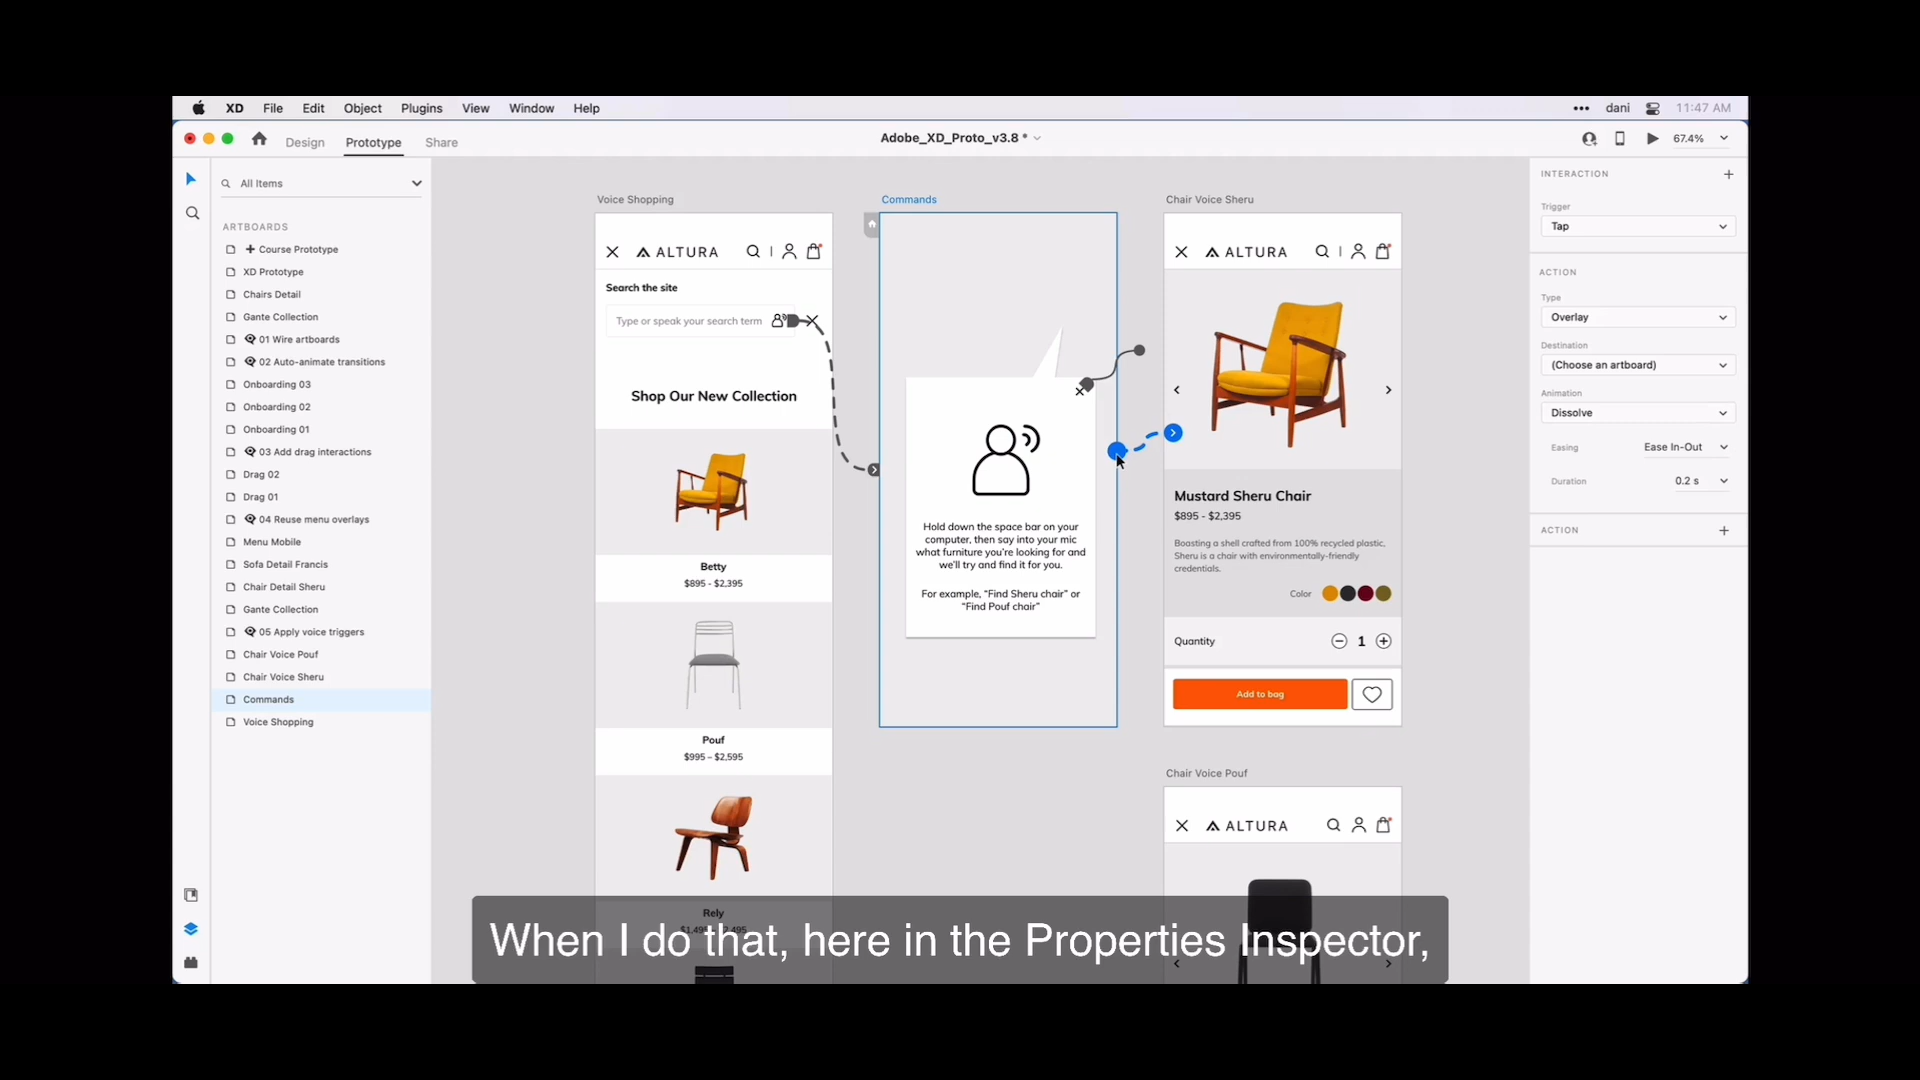 XD File Edit Object Plugins View Window Help
dani 11:47 AM
Design Prototype Share
Adobe_XD_Proto_v3.8 *
67.4%
All Items
ARTBOARDS
Course Prototype
XD Prototype
Chairs Detail
Gante Collection
01 Wire artboards
02 Auto-animate transitions
Onboarding 03
Onboarding 02
Onboarding 01
03 Add drag interactions
Drag 02
Drag 01
04 Reuse menu overlays
Menu Mobile
Sofa Detail Francis
Chair Detail Sheru
Gante Collection
05 Apply voice triggers
Chair Voice Pouf
Chair Voice Sheru
Commands
Voice Shopping
Voice Shopping
ALTURA
Search the site
Type or speak your search term
Shop Our New Collection
Betty
$895 - $2,395
Pouf
$995 – $2,595
Rely
$1,495 - $2,495
Commands
Hold down the space bar on your
computer, then say into your mic
what furniture you're looking for and
we'll try and find it for you.
For example, “Find Sheru chair” or
“Find Pouf chair”
Chair Voice Sheru
ALTURA
Mustard Sheru Chair
$895 - $2,395
Boasting a shell crafted from 100% recycled plastic,
Sheru is a chair with environmentally-friendly
credentials.
Color
Quantity
1
Add to bag
Chair Voice Pouf
ALTURA
INTERACTION
Trigger
Tap
ACTION
Type
Overlay
Destination
(Choose an artboard)
Animation
Dissolve
Easing Ease In-Out
Duration 0.2 s
ACTION
When I do that, here in the Properties Inspector,